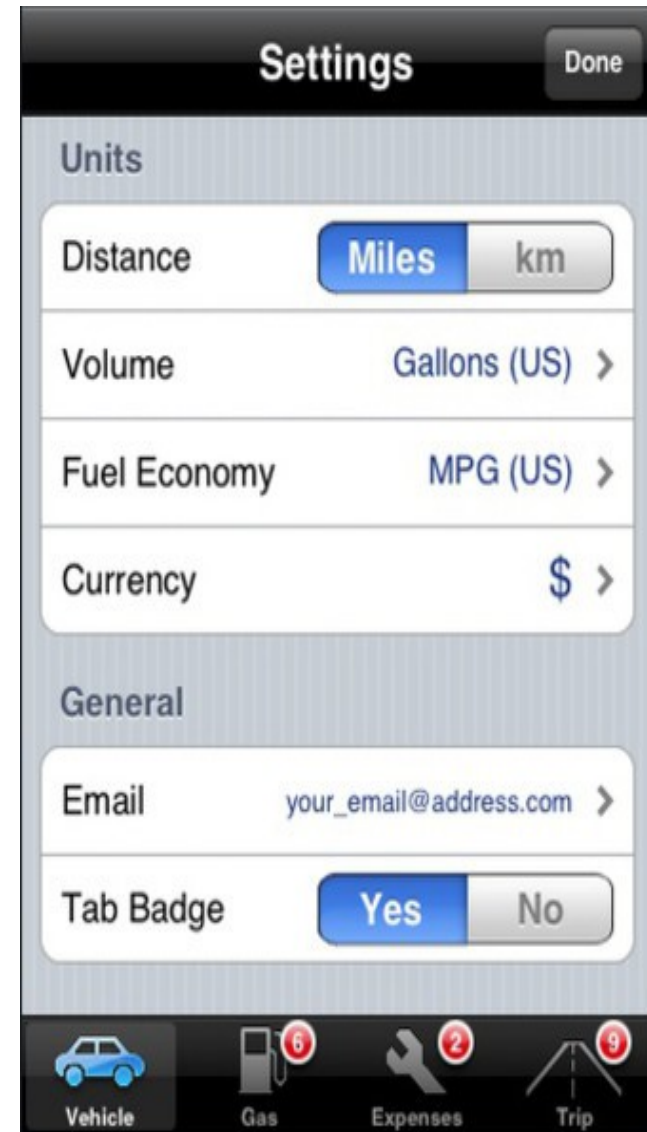 Settings Done
Units
Distance Miles km
Volume Gallons (US)
Fuel Economy MPG (US)
Currency $
General
Email your_email@address.com
Tab Badge Yes No
6 2 9
Vehicle Gas Expenses Trip